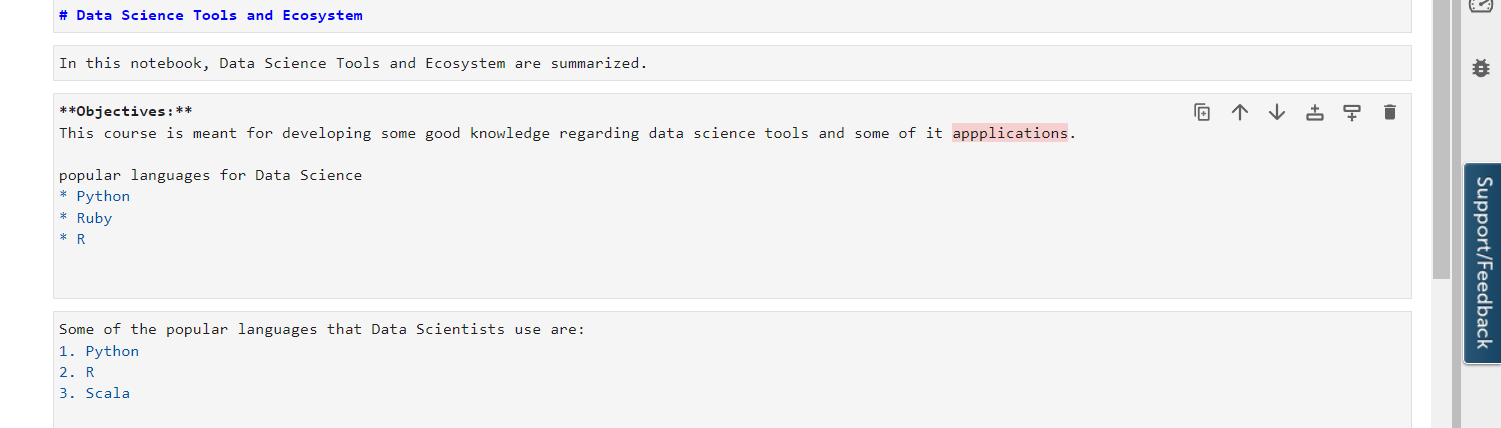 # Data Science Tools and Ecosystem
In this notebook, Data Science Tools and Ecosystem are summarized.
**Objectives:**
This course is meant for developing some good knowledge regarding data science tools and some of it appplications.
popular languages for Data Science
* Python
* Ruby
* R
Some of the popular languages that Data Scientists use are:
1. Python
2. R
3. Scala
Support/Feedback